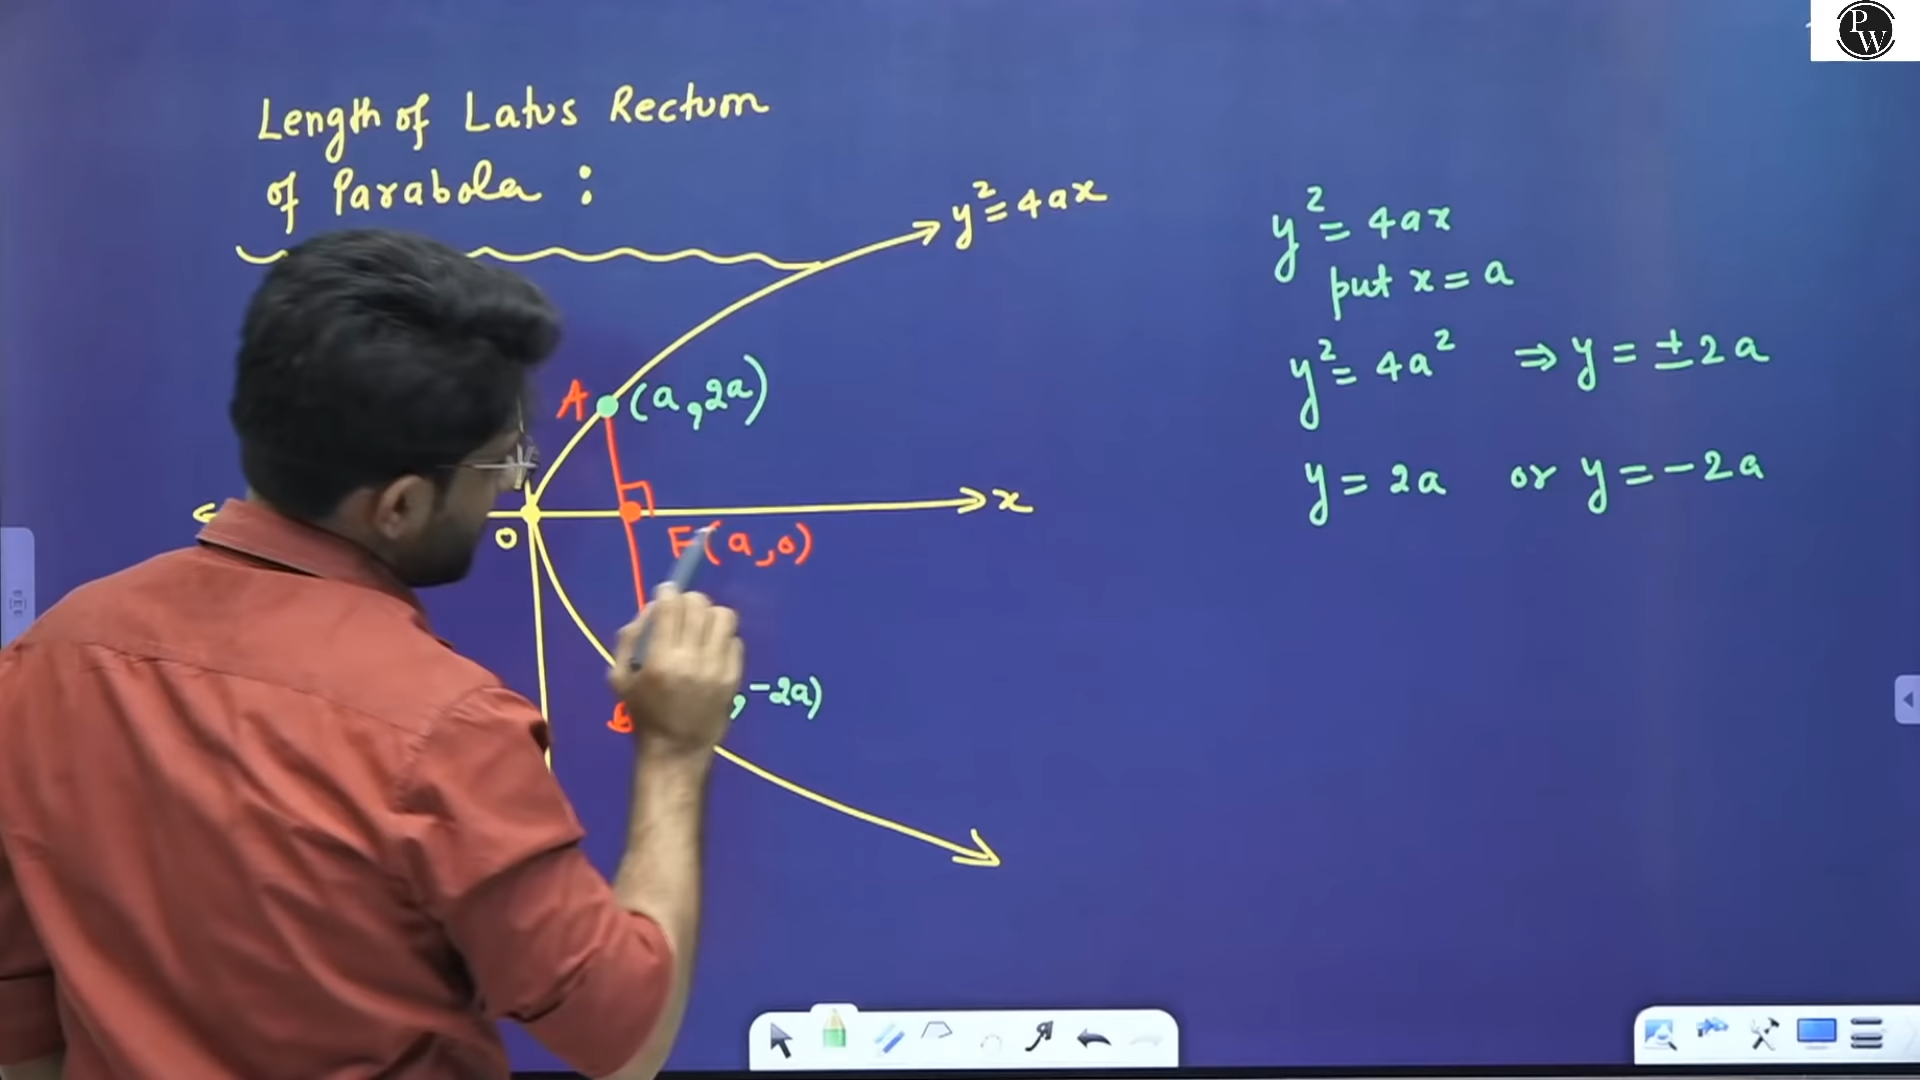 PW
Length of Latus Rectum
of Parabola :
y² = 4ax
A (a, 2a)
x
O
F(a, 0)
B
, -2a)
y² = 4ax
put x = a
y² = 4a² ⇒ y = ±2a
y = 2a or y = -2a